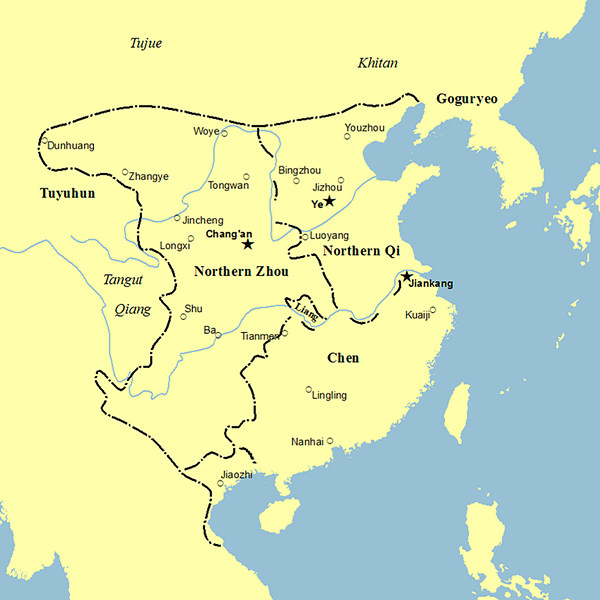 Tujue
Khitan
Goguryeo
Woye
Youzhou
Dunhuang
Zhangye
Bingzhou
Tuyuhun
Tongwan
Jizhou
Ye
Jincheng
Chang'an
Luoyang
Longxi
Northern Qi
Northern Zhou
Tangut
Qiang
Jiankang
Shu
Liang
Kuaiji
Ba
Tianmen
Chen
Lingling
Nanhai
Jiaozhi